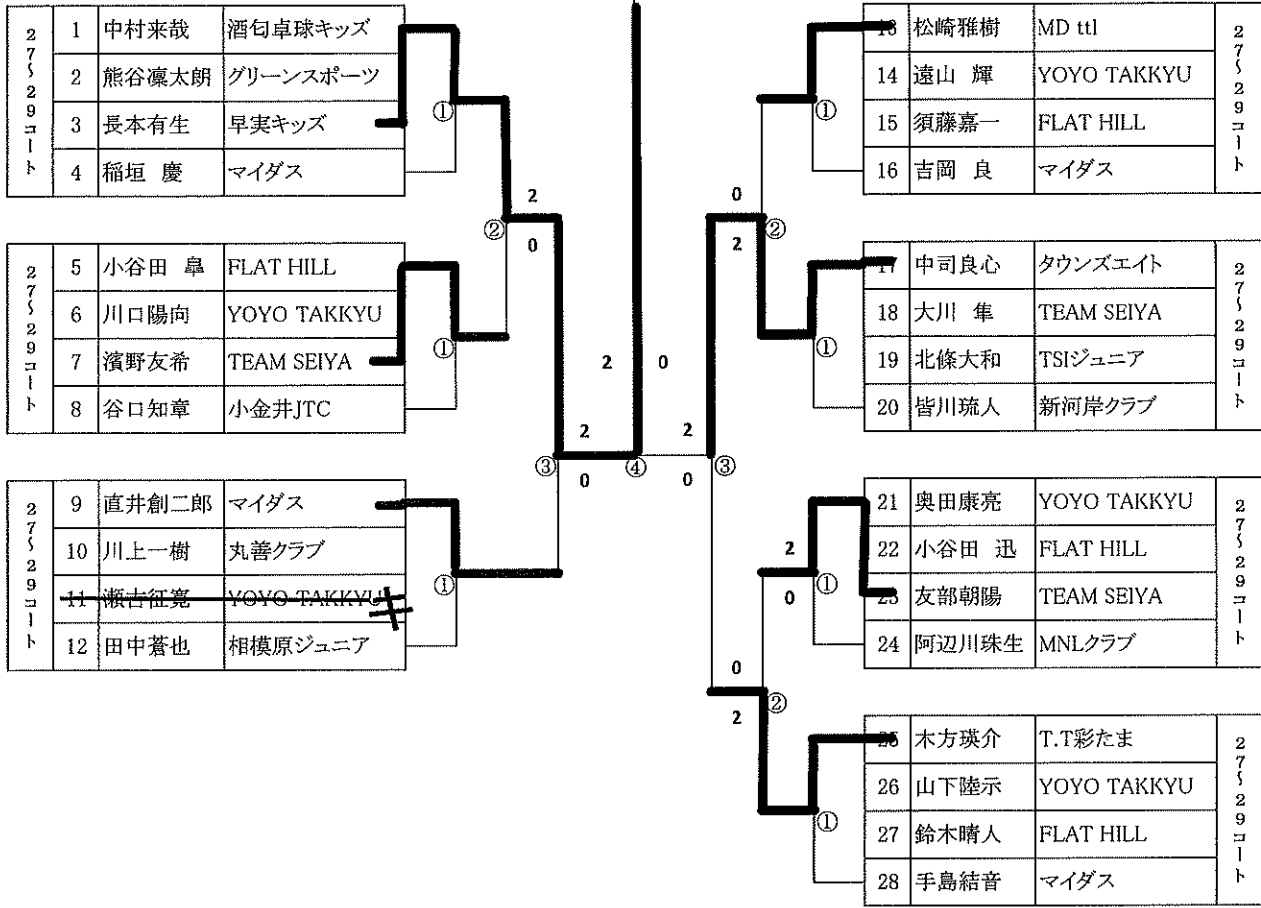 27〜29コート
1 中村来哉 酒匂卓球キッズ
2 熊谷凜太朗 グリーンスポーツ
3 長本有生 早実キッズ
4 稲垣 慶 マイダス
①
②
2
0
27〜29コート
5 小谷田 皐 FLAT HILL
6 川口陽向 YOYO TAKKYU
7 濱野友希 TEAM SEIYA
8 谷口知章 小金井JTC
①
2 0
2
③
0
④
27〜29コート
9 直井創二郎 マイダス
10 川上一樹 丸善クラブ
11 瀬古征寛 YOYO TAKKYU
12 田中蒼也 相模原ジュニア
①
13 松崎雅樹 MD ttl
14 遠山 輝 YOYO TAKKYU
15 須藤嘉一 FLAT HILL
16 吉岡 良 マイダス
27〜29コート
①
0
②
2
17 中司良心 タウンズエイト
18 大川 隼 TEAM SEIYA
19 北條大和 TSIジュニア
20 皆川琉人 新河岸クラブ
27〜29コート
①
2
③
0
21 奥田康亮 YOYO TAKKYU
22 小谷田 迅 FLAT HILL
23 友部朝陽 TEAM SEIYA
24 阿辺川珠生 MNLクラブ
27〜29コート
2
①
0
0
②
2
25 木方瑛介 T.T彩たま
26 山下陸示 YOYO TAKKYU
27 鈴木晴人 FLAT HILL
28 手島結音 マイダス
27〜29コート
①